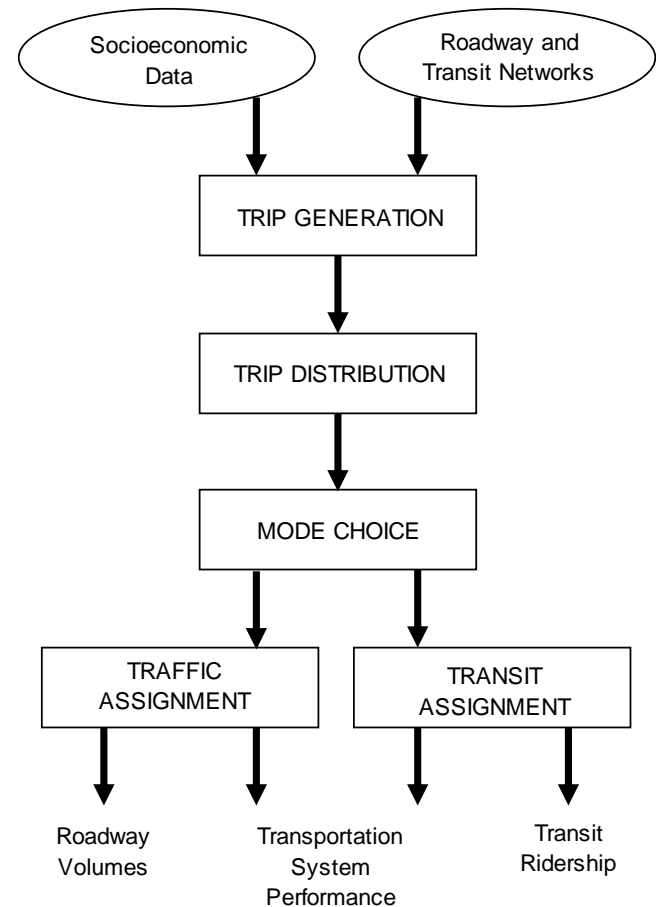 Socioeconomic
Data
Roadway and
Transit Networks
TRIP GENERATION
TRIP DISTRIBUTION
MODE CHOICE
TRAFFIC
ASSIGNMENT
TRANSIT
ASSIGNMENT
Roadway
Volumes
Transportation
System
Performance
Transit
Ridership